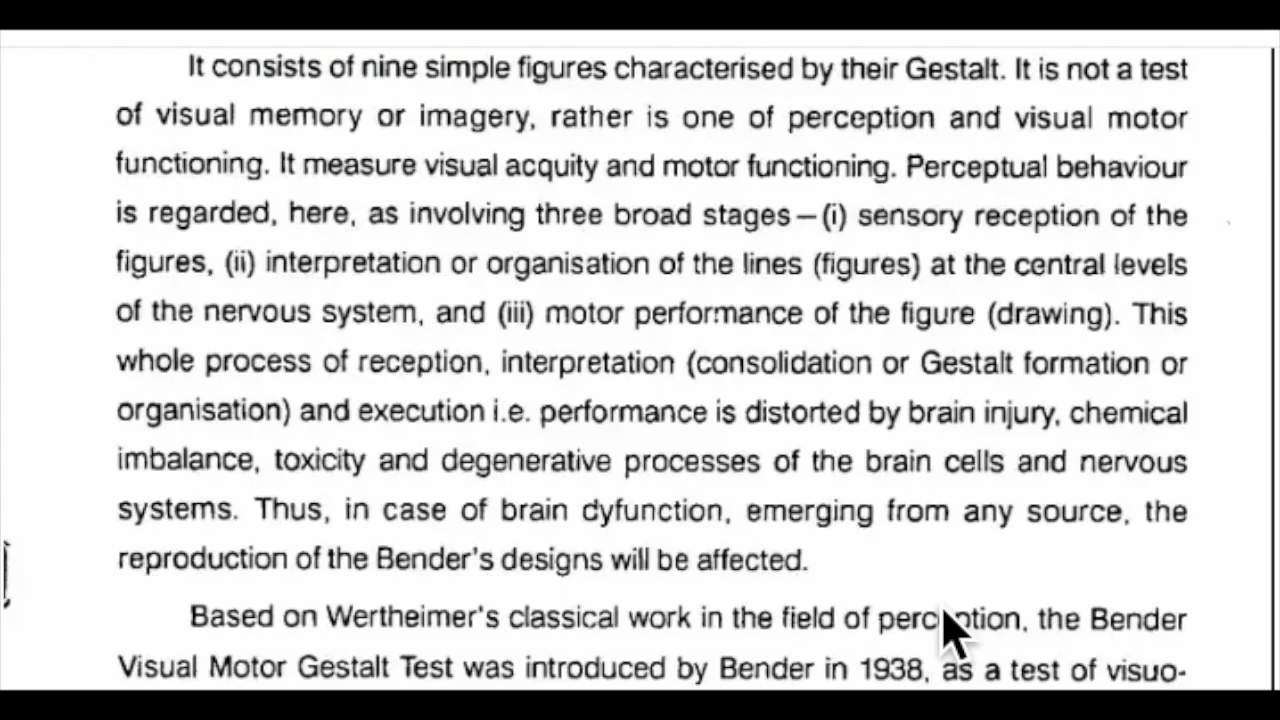 It consists of nine simple figures characterised by their Gestalt. It is not a test
of visual memory or imagery, rather is one of perception and visual motor
functioning. It measure visual acquity and motor functioning. Perceptual behaviour
is regarded, here, as involving three broad stages—(i) sensory reception of the
figures, (ii) interpretation or organisation of the lines (figures) at the central levels
of the nervous system, and (iii) motor performance of the figure (drawing). This
whole process of reception, interpretation (consolidation or Gestalt formation or
organisation) and execution i.e. performance is distorted by brain injury, chemical
imbalance, toxicity and degenerative processes of the brain cells and nervous
systems. Thus, in case of brain dyfunction, emerging from any source, the
reproduction of the Bender's designs will be affected.
Based on Wertheimer's classical work in the field of perception, the Bender
Visual Motor Gestalt Test was introduced by Bender in 1938, as a test of visuo-